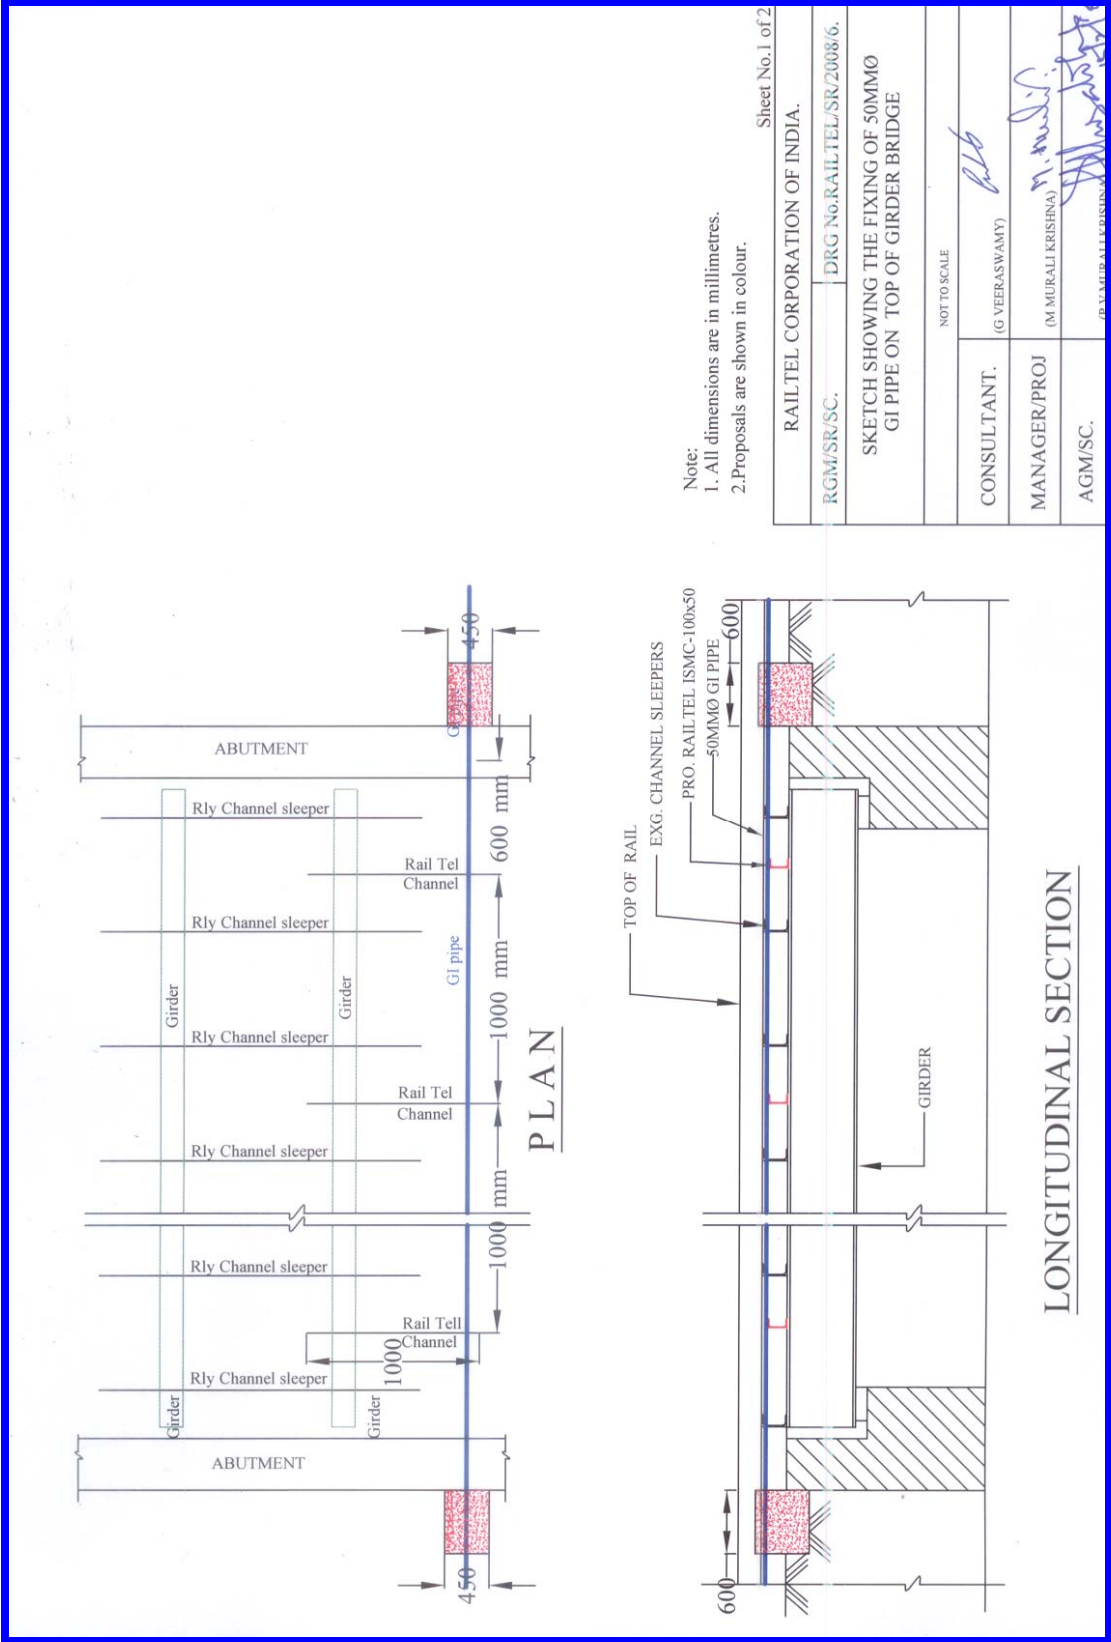 ABUTMENT
Rly Channel sleeper
Rail Tel
Channel
Rly Channel sleeper
Girder
Girder
GI pipe
Rly Channel sleeper
Rail Tel
Channel
Rly Channel sleeper
Rly Channel sleeper
Rail Tell
Channel
1000
Rly Channel sleeper
Girder
Girder
ABUTMENT
450
600 mm
1000 mm
1000 mm
450
PLAN
TOP OF RAIL
EXG. CHANNEL SLEEPERS
PRO. RAILTEL ISMC-100x50
50MMØ GI PIPE
600
GIRDER
600
LONGITUDINAL SECTION
Note:
1. All dimensions are in millimetres.
2.Proposals are shown in colour.
Sheet No.1 of 2
RAILTEL CORPORATION OF INDIA.
RGM/SR/SC. DRG No.RAILTEL/SR/2008/6.
SKETCH SHOWING THE FIXING OF 50MMØ
GI PIPE ON TOP OF GIRDER BRIDGE
NOT TO SCALE
CONSULTANT. (G VEERASWAMY)
MANAGER/PROJ (M MURALI KRISHNA)
AGM/SC.